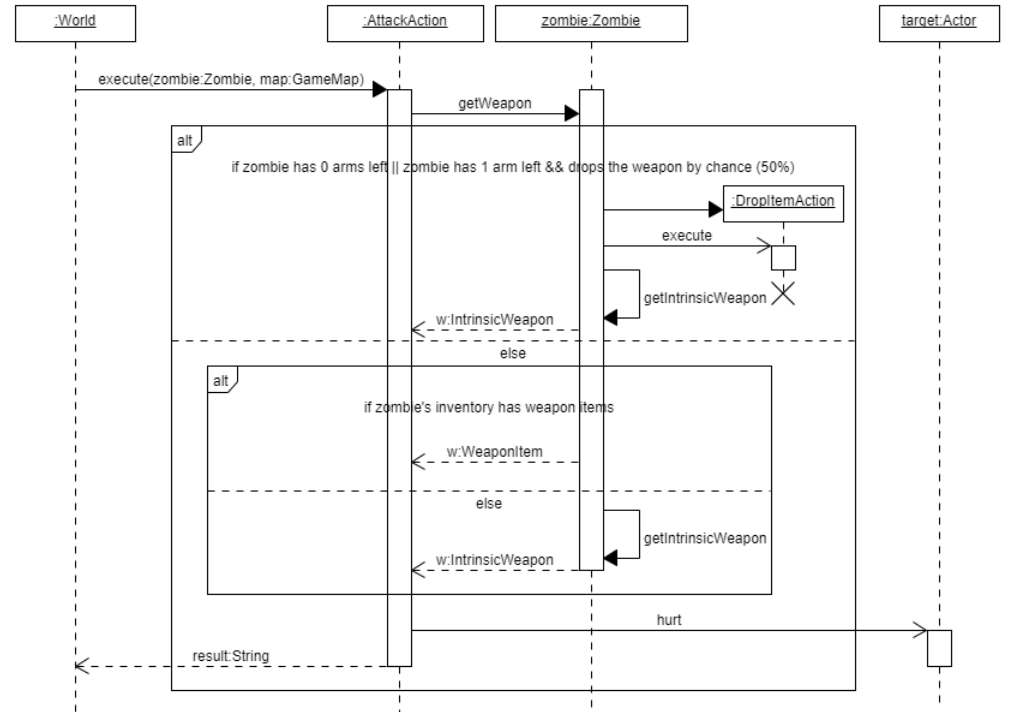 :World
:AttackAction
zombie:Zombie
target:Actor
execute(zombie:Zombie, map:GameMap)
getWeapon
alt
if zombie has 0 arms left || zombie has 1 arm left && drops the weapon by chance (50%)
:DropItemAction
execute
getIntrinsicWeapon
w:IntrinsicWeapon
else
alt
if zombie's inventory has weapon items
w:WeaponItem
else
getIntrinsicWeapon
w:IntrinsicWeapon
hurt
result:String